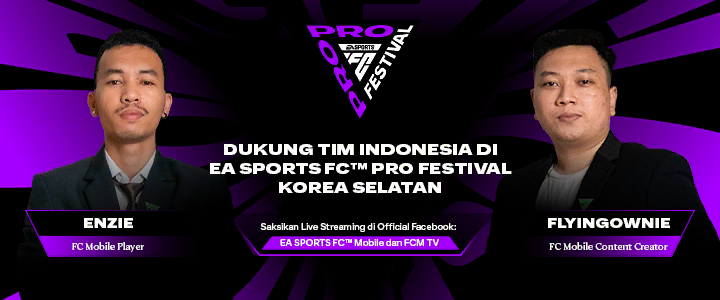 PRO
PRO
EA SPORTS
FC
FESTIVAL
DUKUNG TIM INDONESIA DI
EA SPORTS FC™ PRO FESTIVAL
KOREA SELATAN
ENZIE
FC Mobile Player
Saksikan Live Streaming di Official Facebook:
EA SPORTS FC™ Mobile dan FCM TV
FLYINGOWNIE
FC Mobile Content Creator